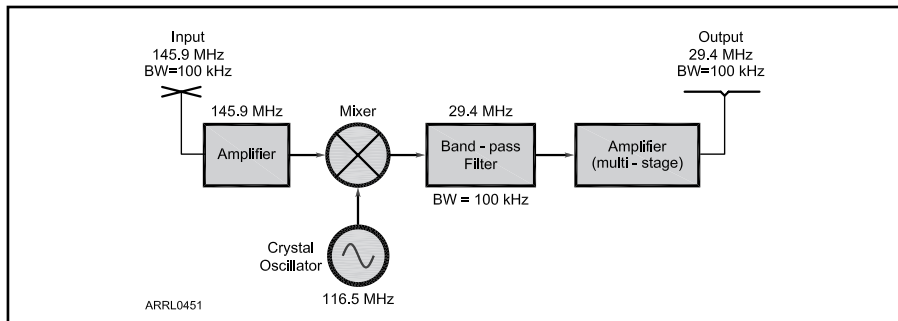 Input
145.9 MHz
BW=100 kHz
Output
29.4 MHz
BW=100 kHz
145.9 MHz
Mixer
29.4 MHz
Amplifier
Band - pass
Filter
Amplifier
(multi - stage)
BW = 100 kHz
Crystal
Oscillator
116.5 MHz
ARRL0451